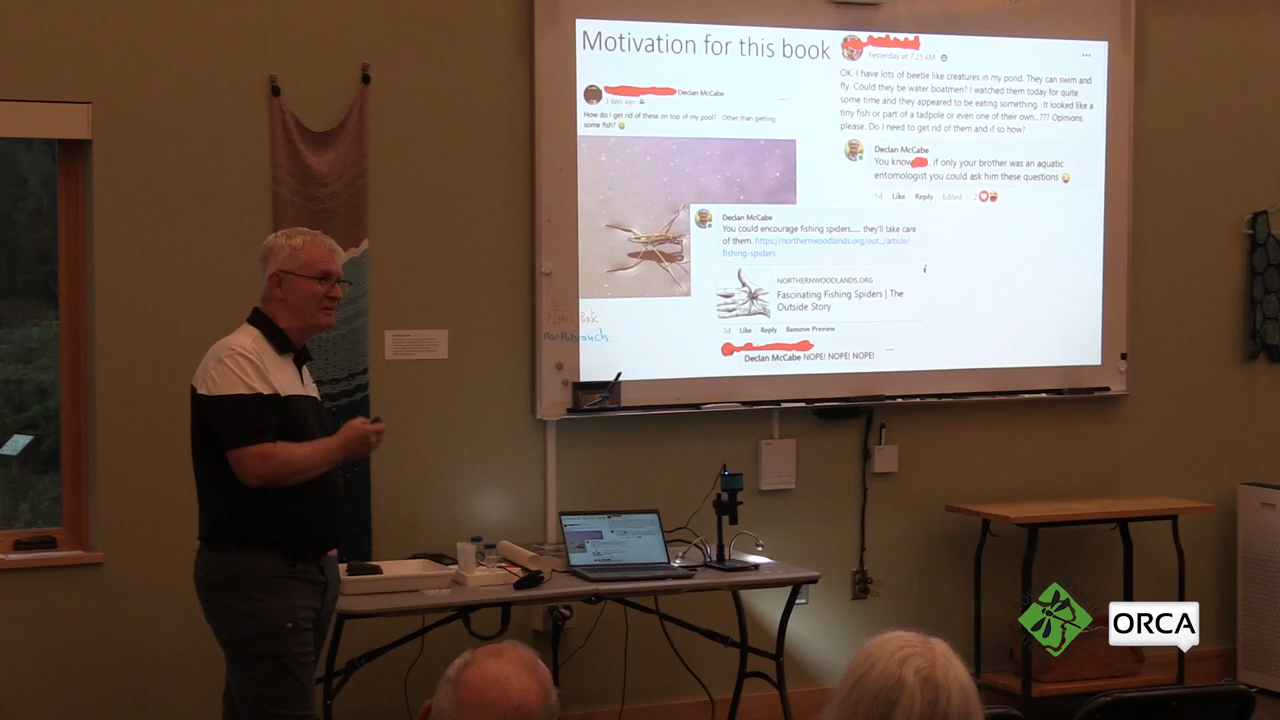 Motivation for this book
Declan McCabe
3 days ago
How do I get rid of these on top of my pool? Other than getting
some fish?
Yesterday at 7:25 AM
OK, I have lots of beetle like creatures in my pond. They can swim and
fly. Could they be water boatmen? I watched them today for quite
some time and they appeared to be eating something. It looked like a
tiny fish or part of a tadpole or even one of their own...??? Opinions
please. Do I need to get rid of them and if so how?
Declan McCabe
You know , if only your brother was an aquatic
entomologist you could ask him these questions
1d Like Reply Edited 2
Declan McCabe
You could encourage fishing spiders..... they'll take care
of them. https://northernwoodlands.org/out.../article/
fishing-spiders
NORTHERNWOODLANDS.ORG
Fascinating Fishing Spiders | The
Outside Story
3d Like Reply Remove Preview
Declan McCabe NOPE! NOPE! NOPE!
ORCA